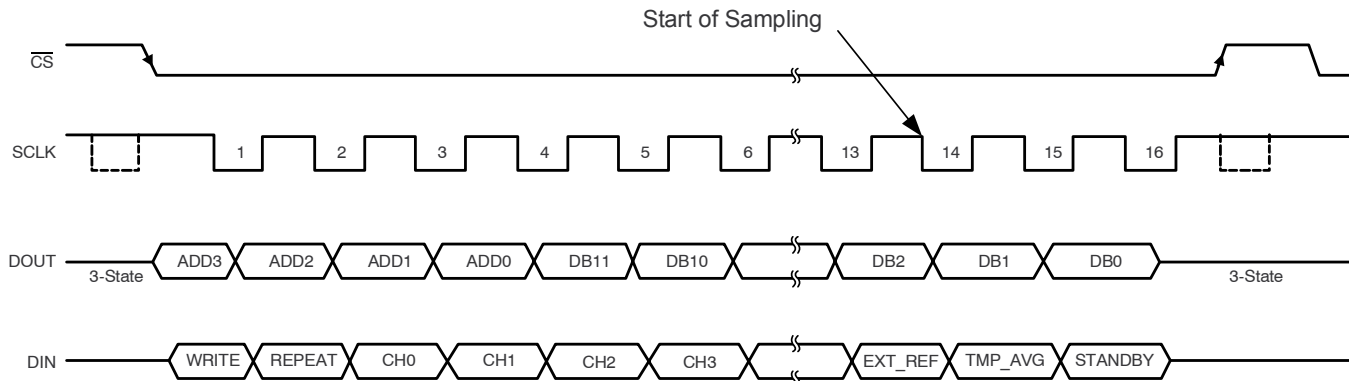 Start of Sampling
CS
SCLK 1 2 3 4 5 6 13 14 15 16
DOUT 3-State ADD3 ADD2 ADD1 ADD0 DB11 DB10 DB2 DB1 DB0 3-State
DIN WRITE REPEAT CH0 CH1 CH2 CH3 EXT_REF TMP_AVG STANDBY